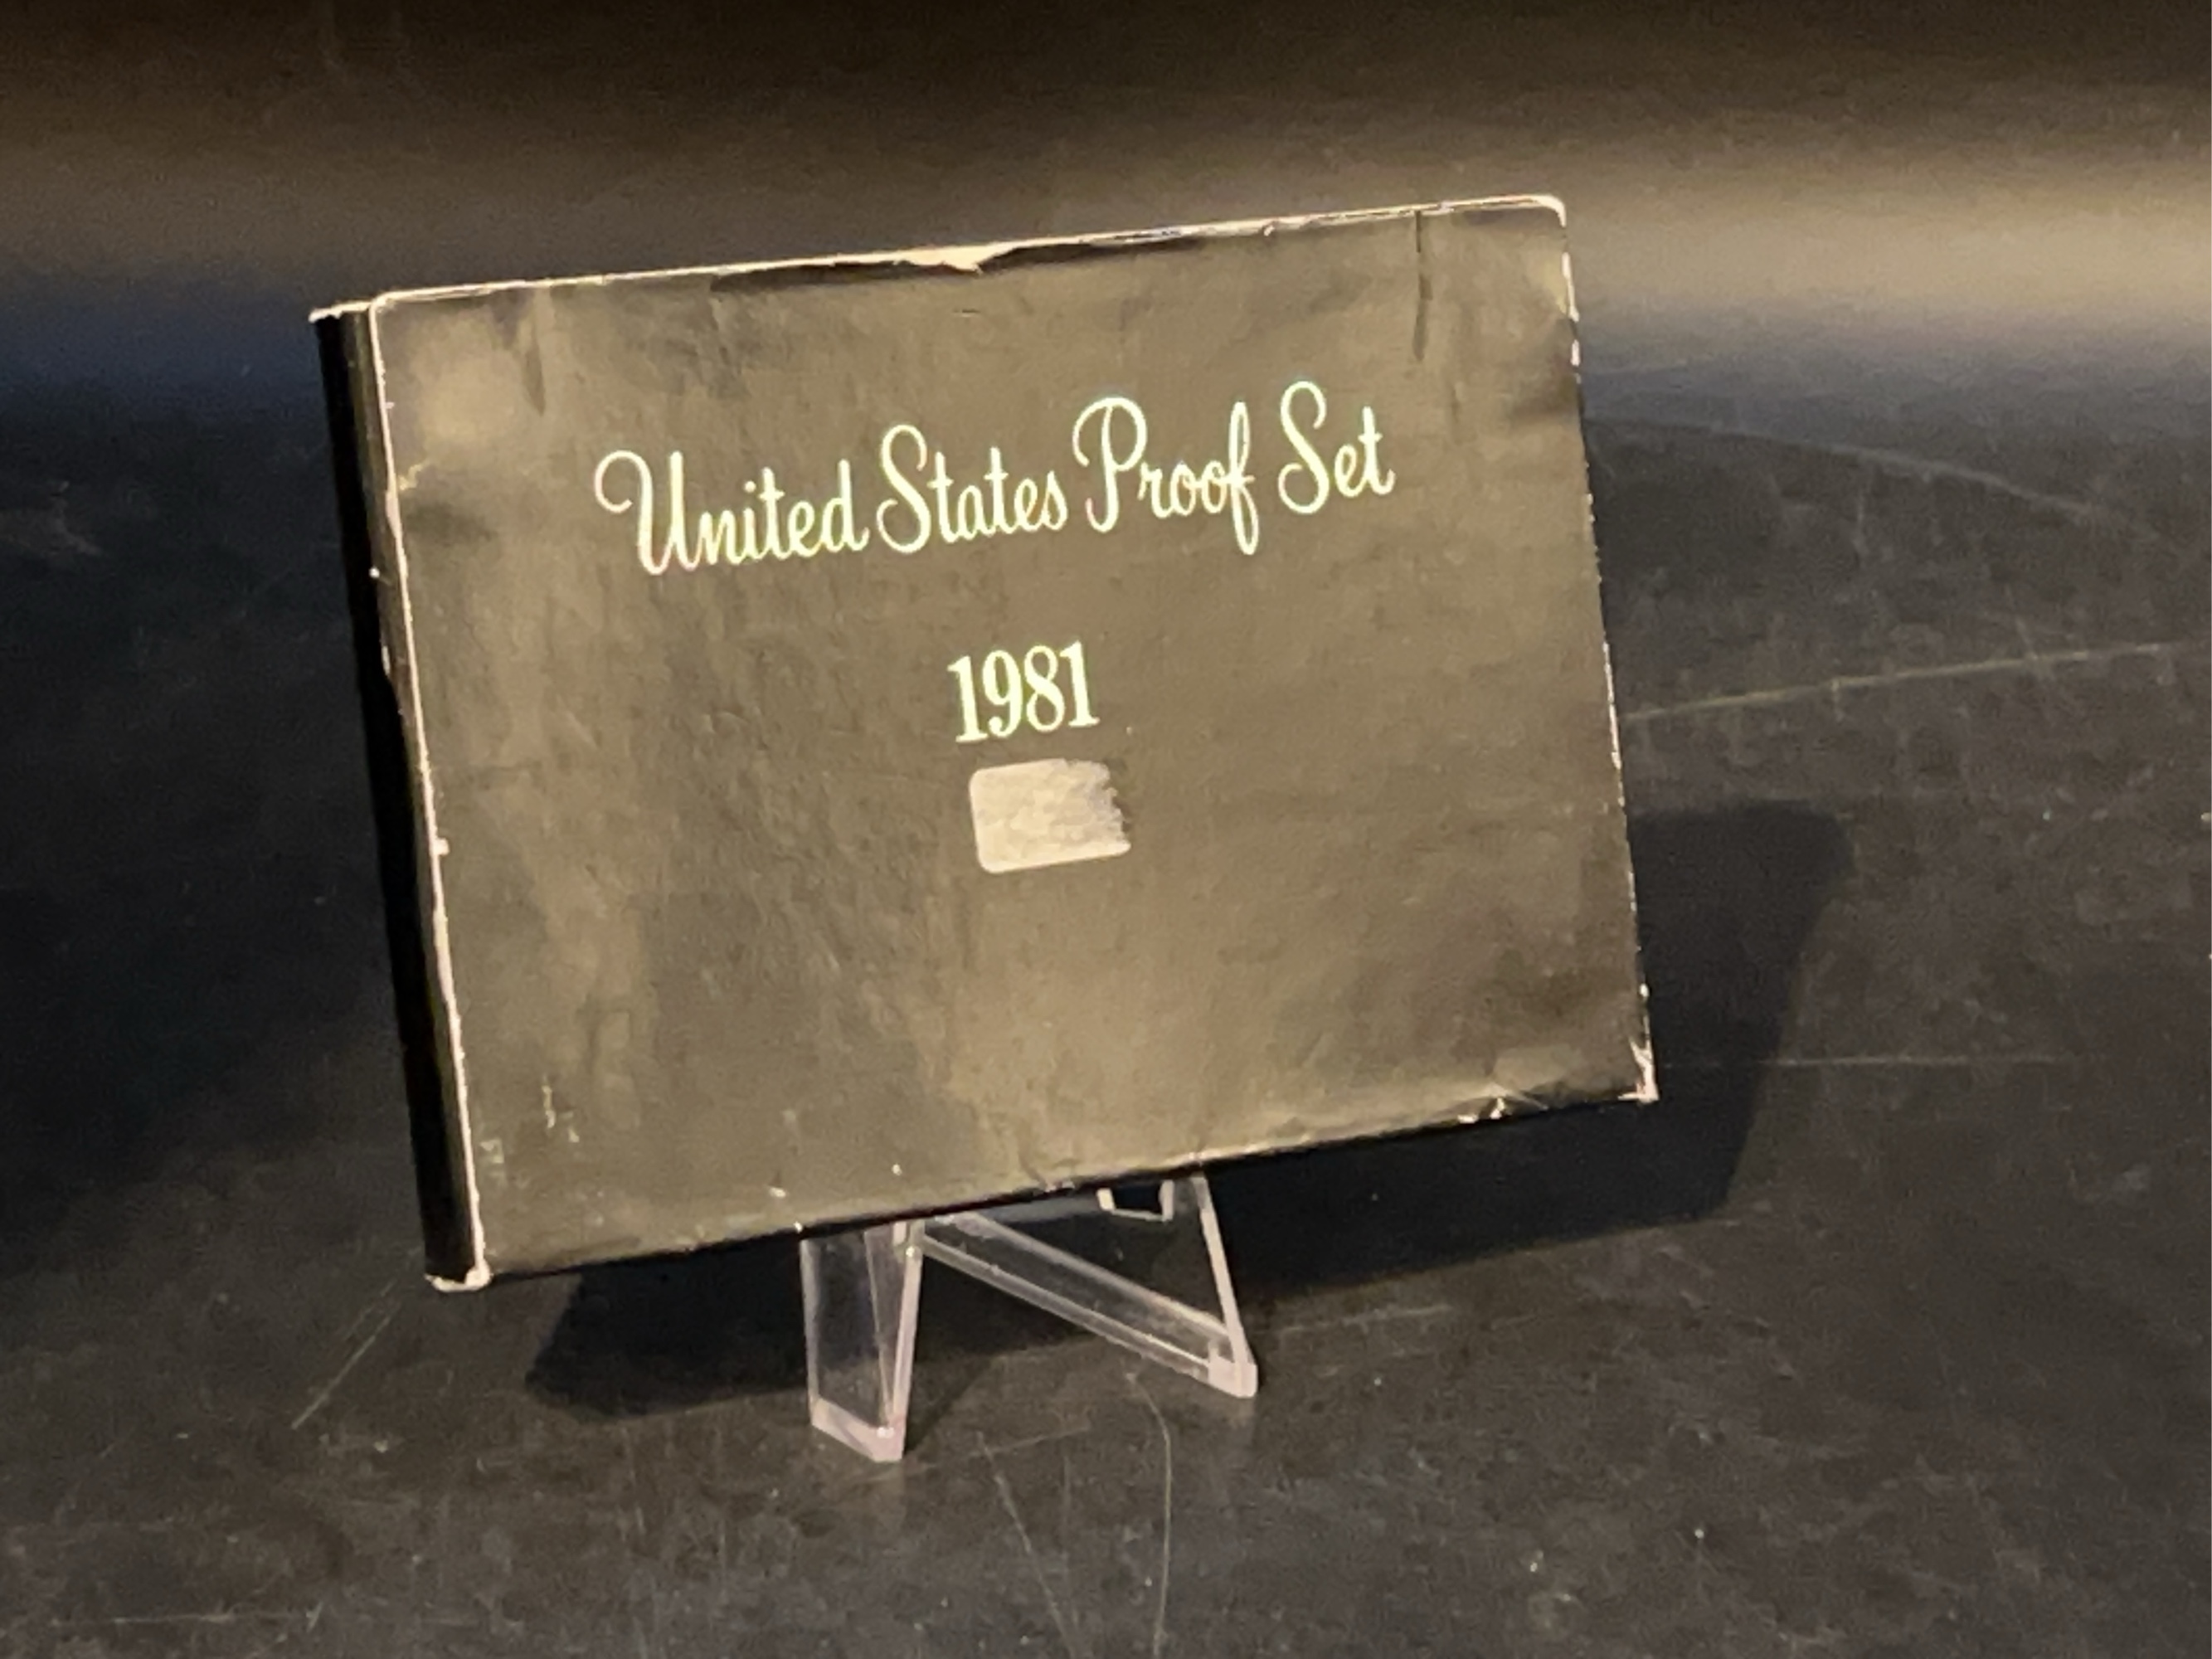 United States Proof Set
1981